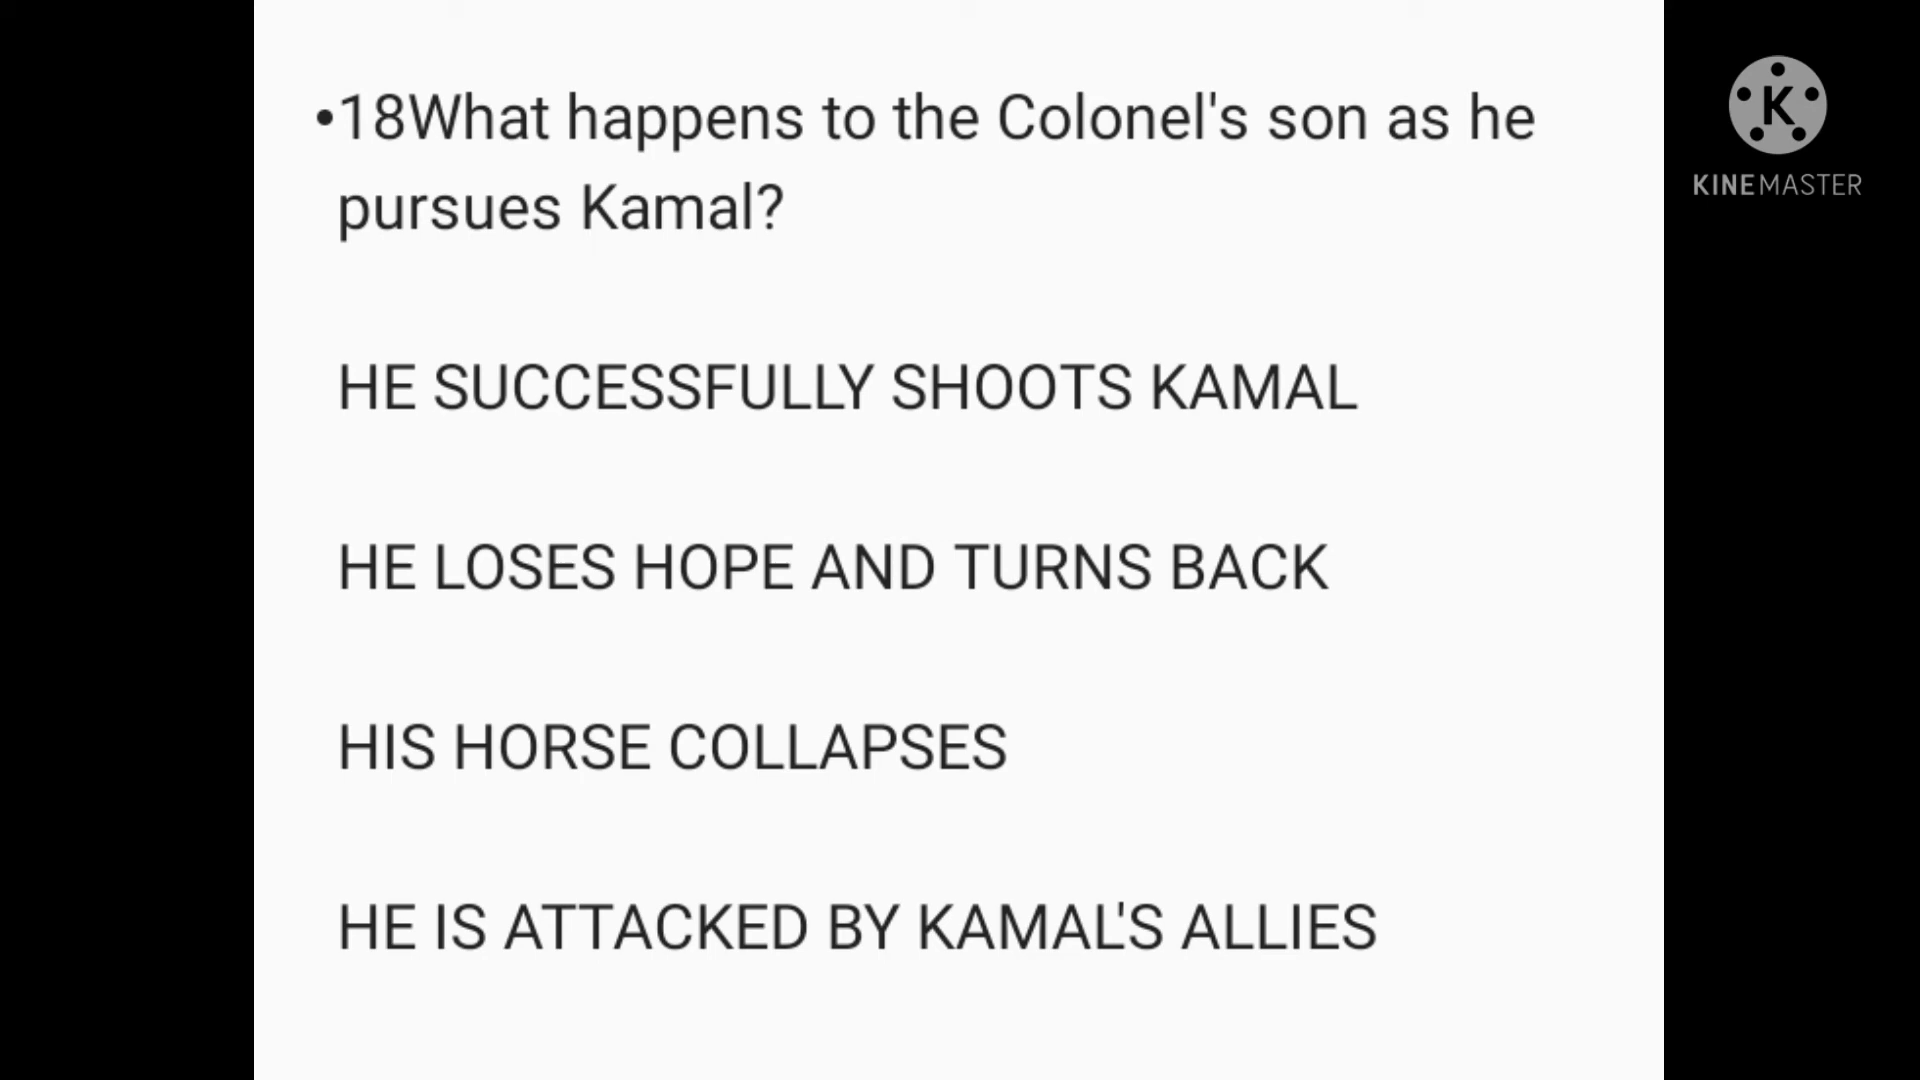 •18What happens to the Colonel's son as he
pursues Kamal?
HE SUCCESSFULLY SHOOTS KAMAL
HE LOSES HOPE AND TURNS BACK
HIS HORSE COLLAPSES
HE IS ATTACKED BY KAMAL'S ALLIES
K
KINEMASTER